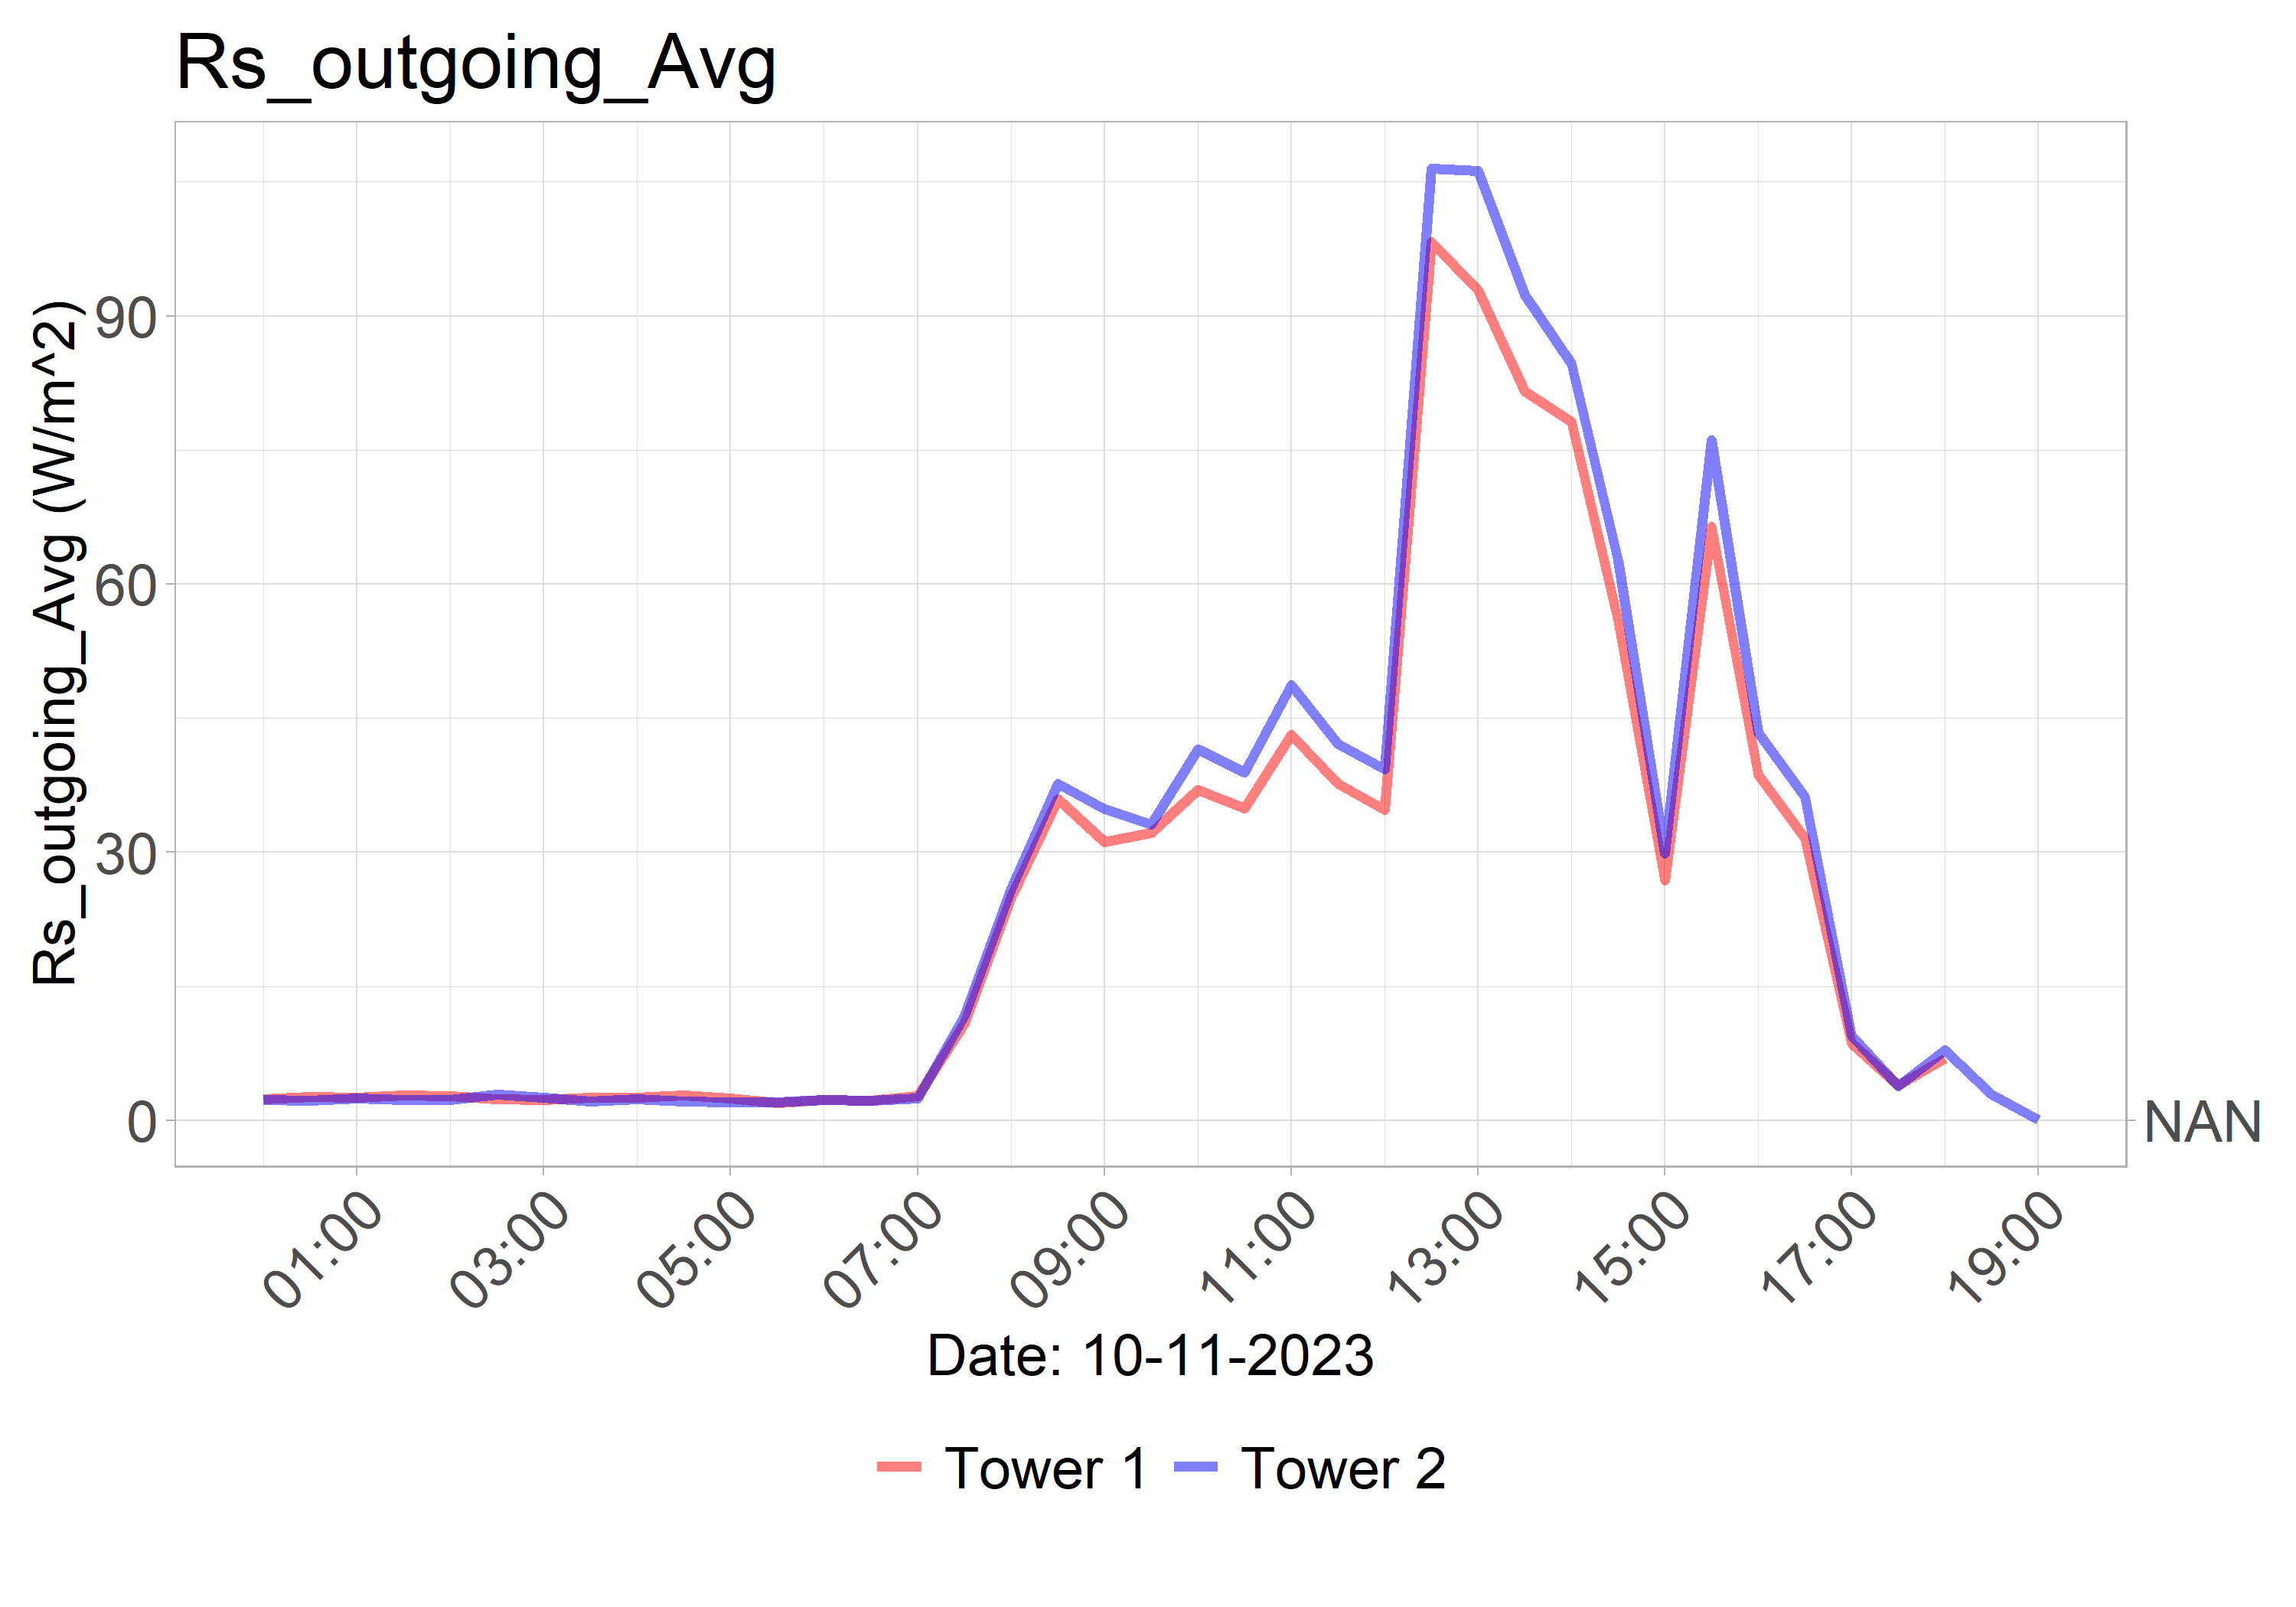 Rs_outgoing_Avg
Rs_outgoing_Avg (W/m^2)
90
60
30
0
NAN
01:00
03:00
05:00
07:00
09:00
11:00
13:00
15:00
17:00
19:00
Date: 10-11-2023
Tower 1
Tower 2